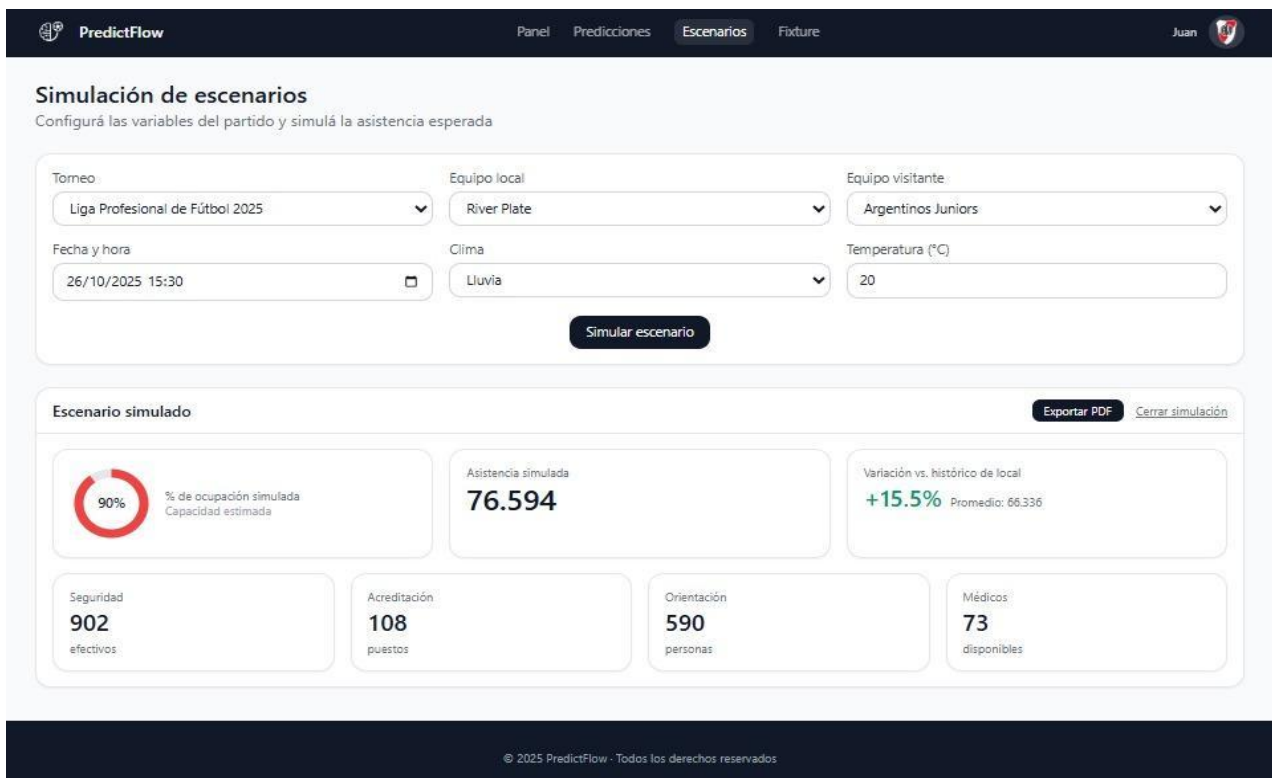 PredictFlow Panel Predicciones Escenarios Fixture Juan
Simulación de escenarios
Configurá las variables del partido y simulá la asistencia esperada
Torneo Equipo local Equipo visitante
Liga Profesional de Fútbol 2025 River Plate Argentinos Juniors
Fecha y hora Clima Temperatura (°C)
26/10/2025 15:30 Lluvia 20
Simular escenario
Escenario simulado Exportar PDF Cerrar simulación
90%
% de ocupación simulada
Capacidad estimada
Asistencia simulada
76.594
Variación vs. histórico de local
+15.5% Promedio: 66.336
Seguridad
902
efectivos
Acreditación
108
puestos
Orientación
590
personas
Médicos
73
disponibles
© 2025 PredictFlow · Todos los derechos reservados